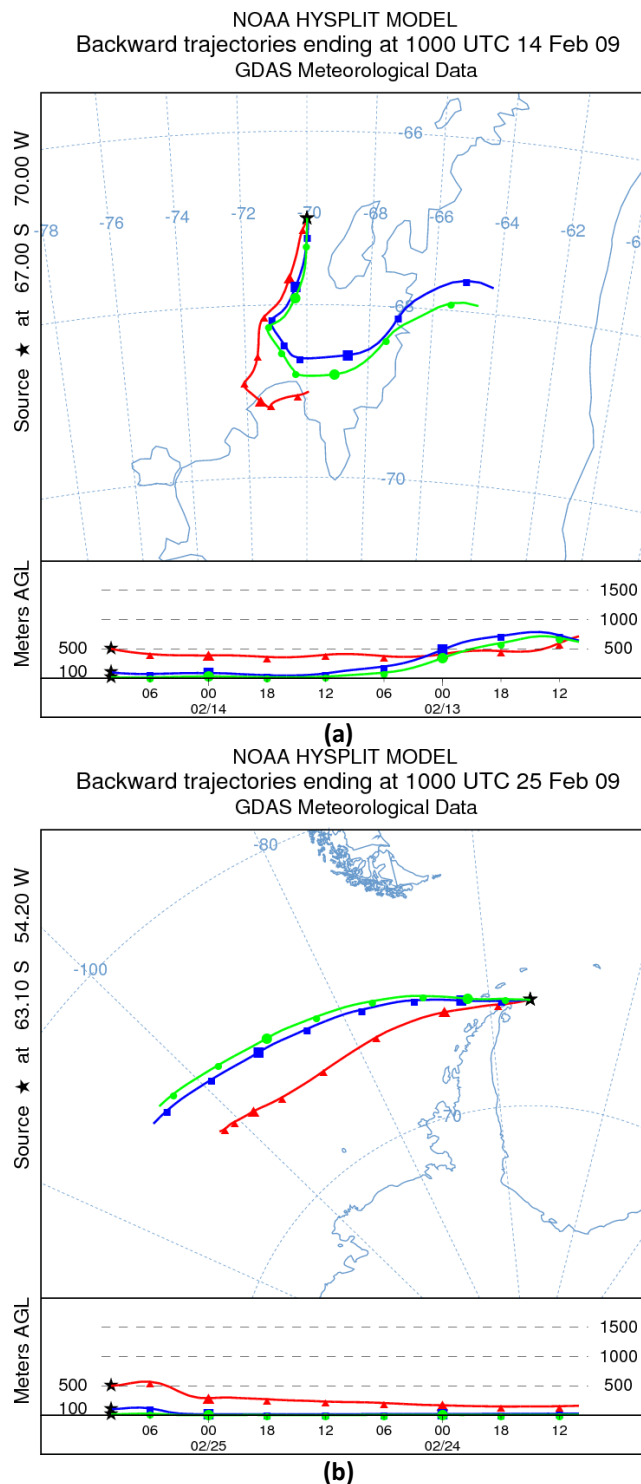 NOAA HYSPLIT MODEL
Backward trajectories ending at 1000 UTC 14 Feb 09
GDAS Meteorological Data
Source ★ at 67.00 S 70.00 W
-66
-78
-76
-74
-72
-70
-68
-66
-64
-62
-68
-70
Meters AGL
1500
1000
500
500
100
06 00 18 12 06 00 18 12
02/14 02/13
(a)
NOAA HYSPLIT MODEL
Backward trajectories ending at 1000 UTC 25 Feb 09
GDAS Meteorological Data
Source ★ at 63.10 S 54.20 W
-80
-100
-70
Meters AGL
1500
1000
500
500
100
06 00 18 12 06 00 18 12
02/25 02/24
(b)